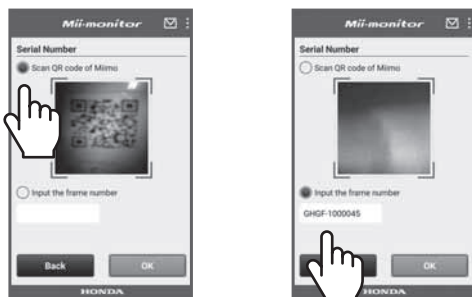 Mii-monitor
Serial Number
Scan QR code of Miimo
Input the frame number
Back
OK
HONDA
Mii-monitor
Serial Number
Scan QR code of Miimo
Input the frame number
GHGF-1000045
OK
HONDA